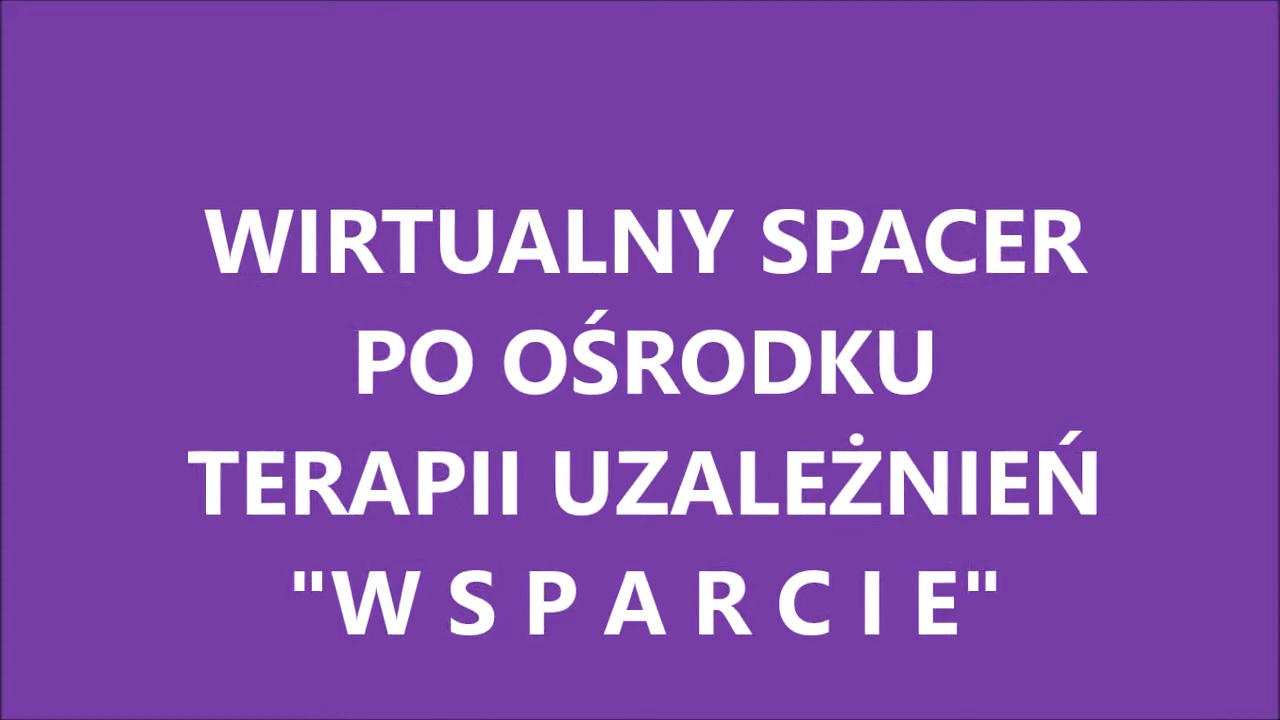 WIRTUALNY SPACER
PO OŚRODKU
TERAPII UZALEŻNIEŃ
"W S P A R C I E"